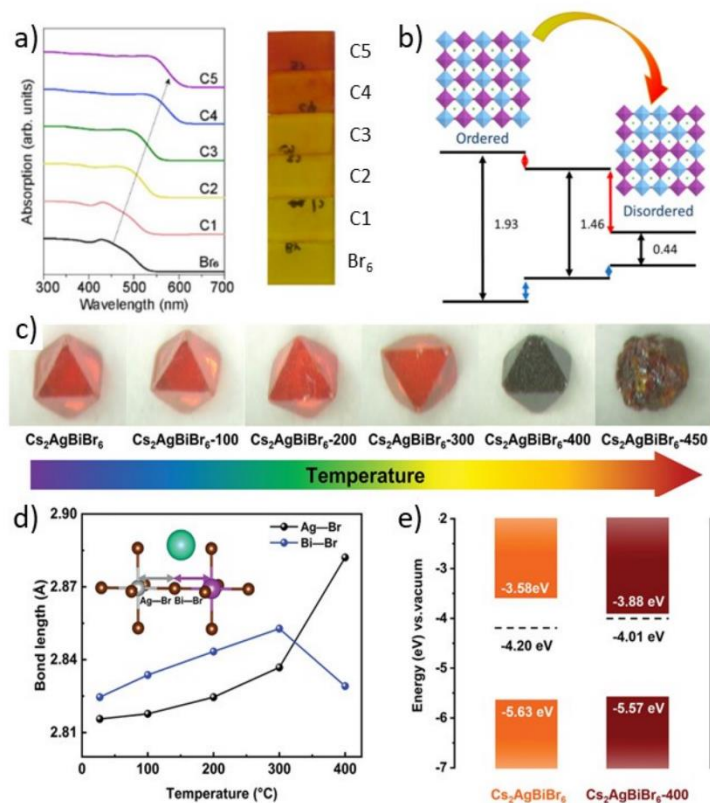 a)
Absorption (arb. units)
C5
C4
C3
C2
C1
Br₆
300 400 500 600 700
Wavelength (nm)
C5
C4
C3
C2
C1
Br₆
b)
Ordered
Disordered
1.93
1.46
0.44
c)
Cs₂AgBiBr₆ Cs₂AgBiBr₆-100 Cs₂AgBiBr₆-200 Cs₂AgBiBr₆-300 Cs₂AgBiBr₆-400 Cs₂AgBiBr₆-450
Temperature
d)
Bond length (Å)
2.90
2.87
2.84
2.81
Ag—Br
Bi—Br
Ag—Br Bi—Br
0 100 200 300 400
Temperature (°C)
e)
Energy (eV) vs.vacuum
-2
-3
-4
-5
-6
-7
-3.58eV
-4.20 eV
-5.63 eV
-3.88 eV
-4.01 eV
-5.57 eV
Cs₂AgBiBr₆ Cs₂AgBiBr₆-400